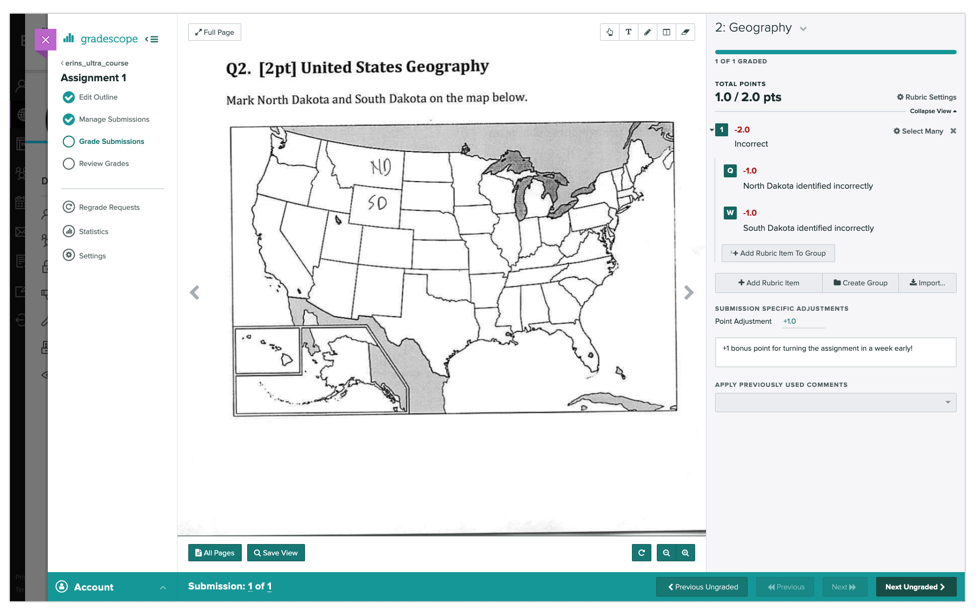 gradescope
‹ erins_ultra_course
Assignment 1
Edit Outline
Manage Submissions
Grade Submissions
Review Grades
Regrade Requests
Statistics
Settings
Account
Full Page
T
Q2. [2pt] United States Geography
Mark North Dakota and South Dakota on the map below.
ND
SD
All Pages
Save View
Submission: 1 of 1
2: Geography
1 OF 1 GRADED
TOTAL POINTS
1.0 / 2.0 pts
Rubric Settings
Collapse View
1 -2.0
Select Many
Incorrect
Q -1.0
North Dakota identified incorrectly
W -1.0
South Dakota identified incorrectly
+ Add Rubric Item To Group
+ Add Rubric Item
Create Group
Import...
SUBMISSION SPECIFIC ADJUSTMENTS
Point Adjustment +1.0
+1 bonus point for turning the assignment in a week early!
APPLY PREVIOUSLY USED COMMENTS
Previous Ungraded
Previous
Next
Next Ungraded